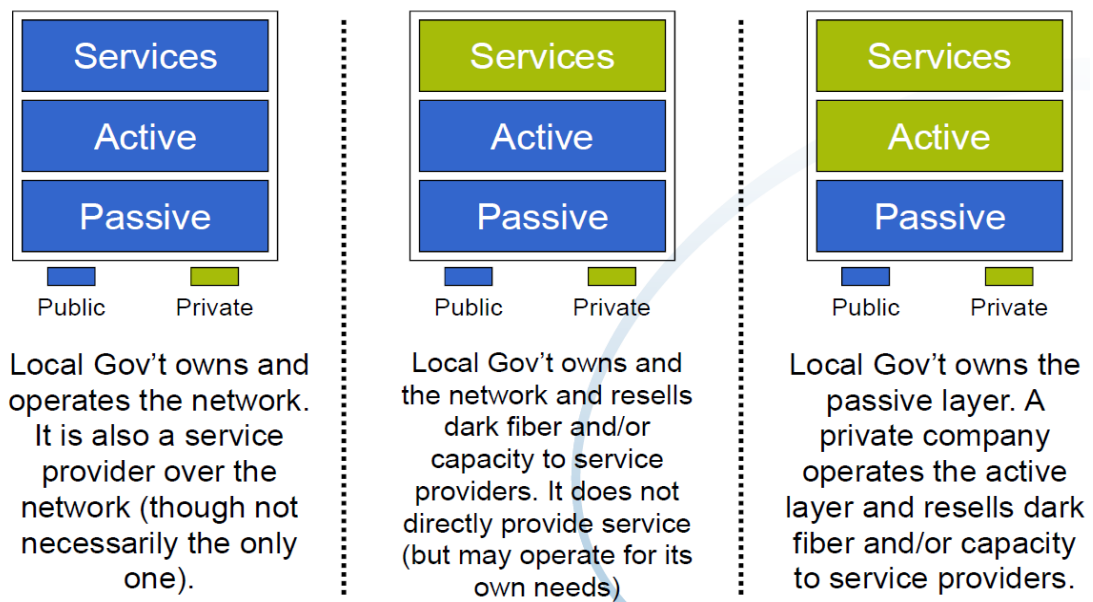 Services
Active
Passive
Public Private
Local Gov't owns and
operates the network.
It is also a service
provider over the
network (though not
necessarily the only
one).
Services
Active
Passive
Public Private
Local Gov't owns and
the network and resells
dark fiber and/or
capacity to service
providers. It does not
directly provide service
(but may operate for its
own needs)
Services
Active
Passive
Public Private
Local Gov't owns the
passive layer. A
private company
operates the active
layer and resells dark
fiber and/or capacity
to service providers.